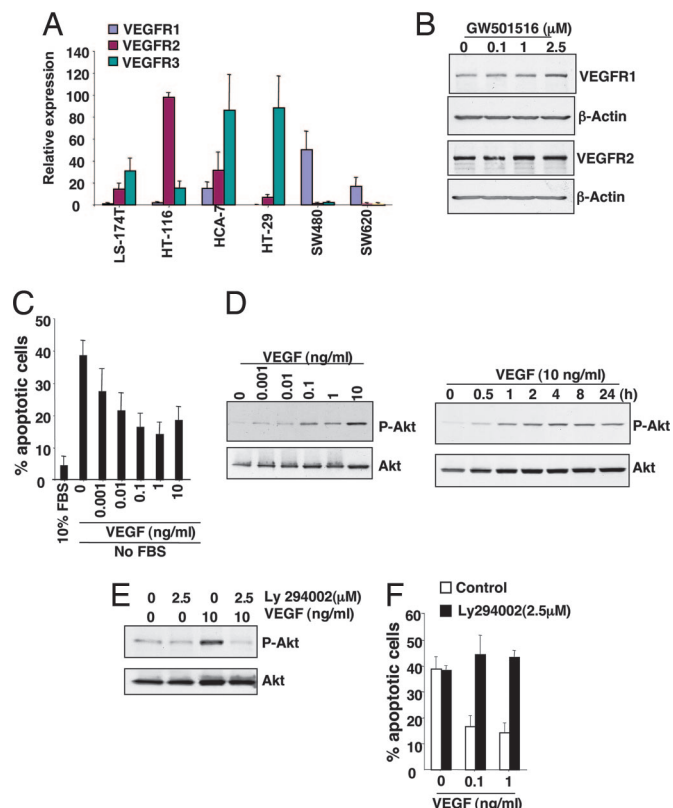 A
VEGFR1
VEGFR2
VEGFR3
Relative expression
140
120
100
80
60
40
20
0
LS-174T
HT-116
HCA-7
HT-29
SW480
SW620
B
GW501516 (μM)
0 0.1 1 2.5
VEGFR1
β-Actin
VEGFR2
β-Actin
C
% apoptotic cells
50
40
30
20
10
0
10% FBS
0
0.001
0.01
0.1
1
10
VEGF (ng/ml)
No FBS
D
VEGF (ng/ml)
0 0.001 0.01 0.1 1 10
P-Akt
Akt
VEGF (10 ng/ml)
0 0.5 1 2 4 8 24 (h)
P-Akt
Akt
E
0 2.5 0 2.5 Ly 294002(μM)
0 0 10 10 VEGF (ng/ml)
P-Akt
Akt
F
Control
Ly294002(2.5μM)
% apoptotic cells
60
50
40
30
20
10
0
0 0.1 1
VEGF (ng/ml)